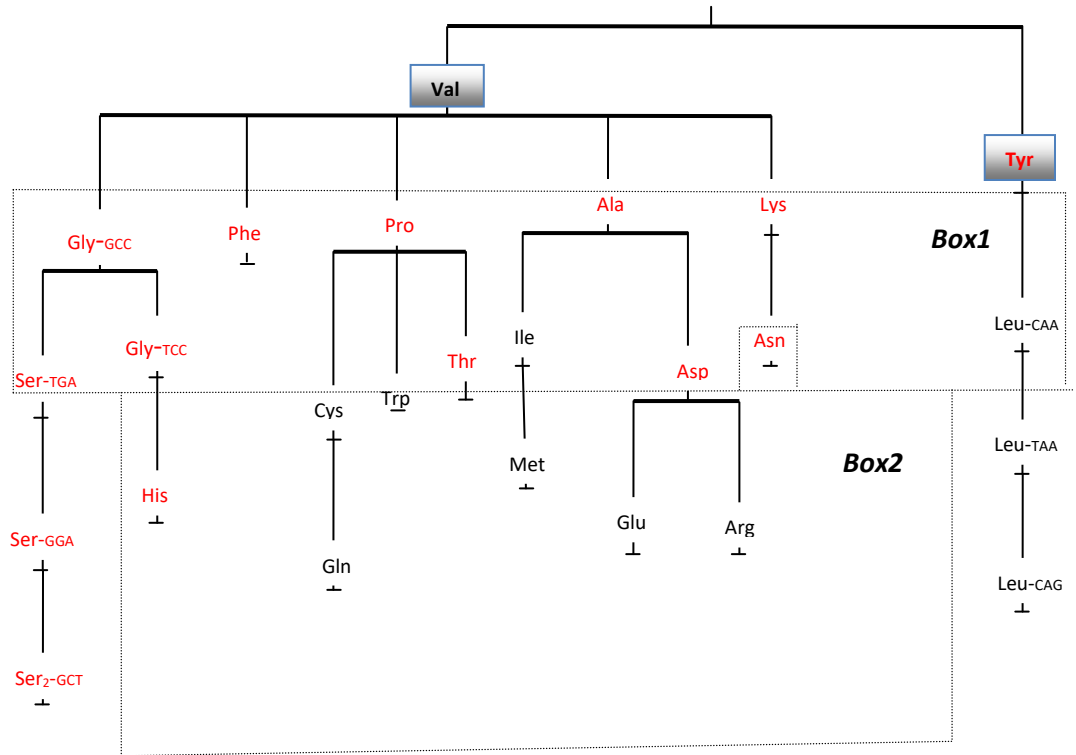 Val
Tyr
Ala
Lys
Pro
Phe
Gly-GCC
Box1
Ile
Leu-CAA
Asn
Gly-TCC
Thr
Asp
Ser-TGA
Trp
Cys
Leu-TAA
Box2
Met
His
Glu
Arg
Ser-GGA
Gln
Leu-CAG
Ser₂-GCT